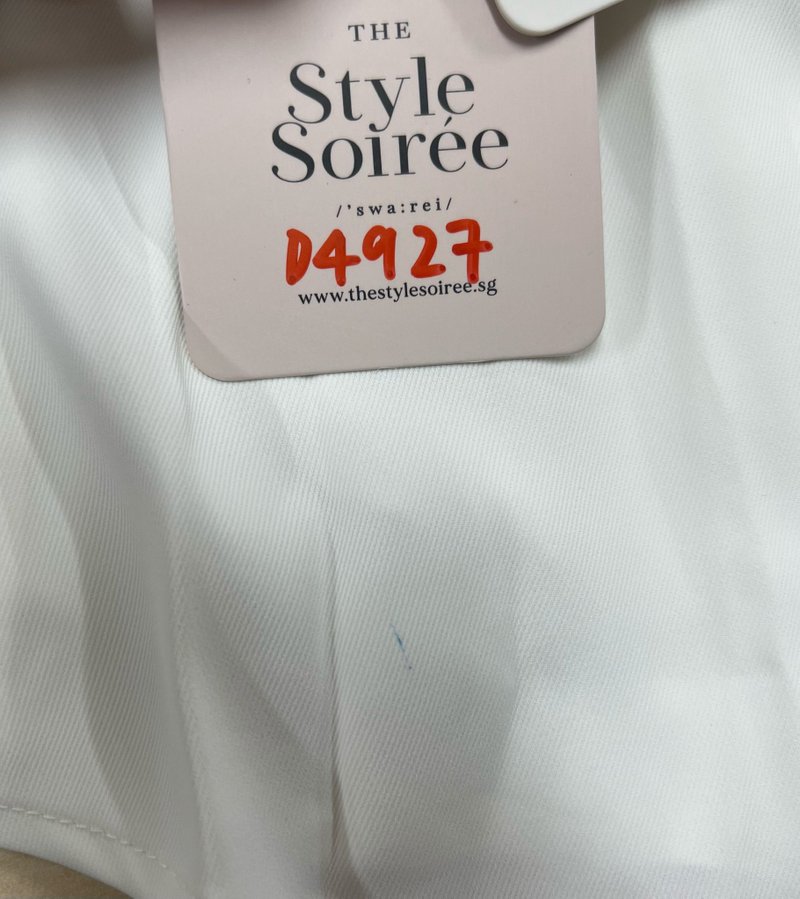 THE
Style
Soirée
/'swa:rei/
D4927
www.thestylesoiree.sg